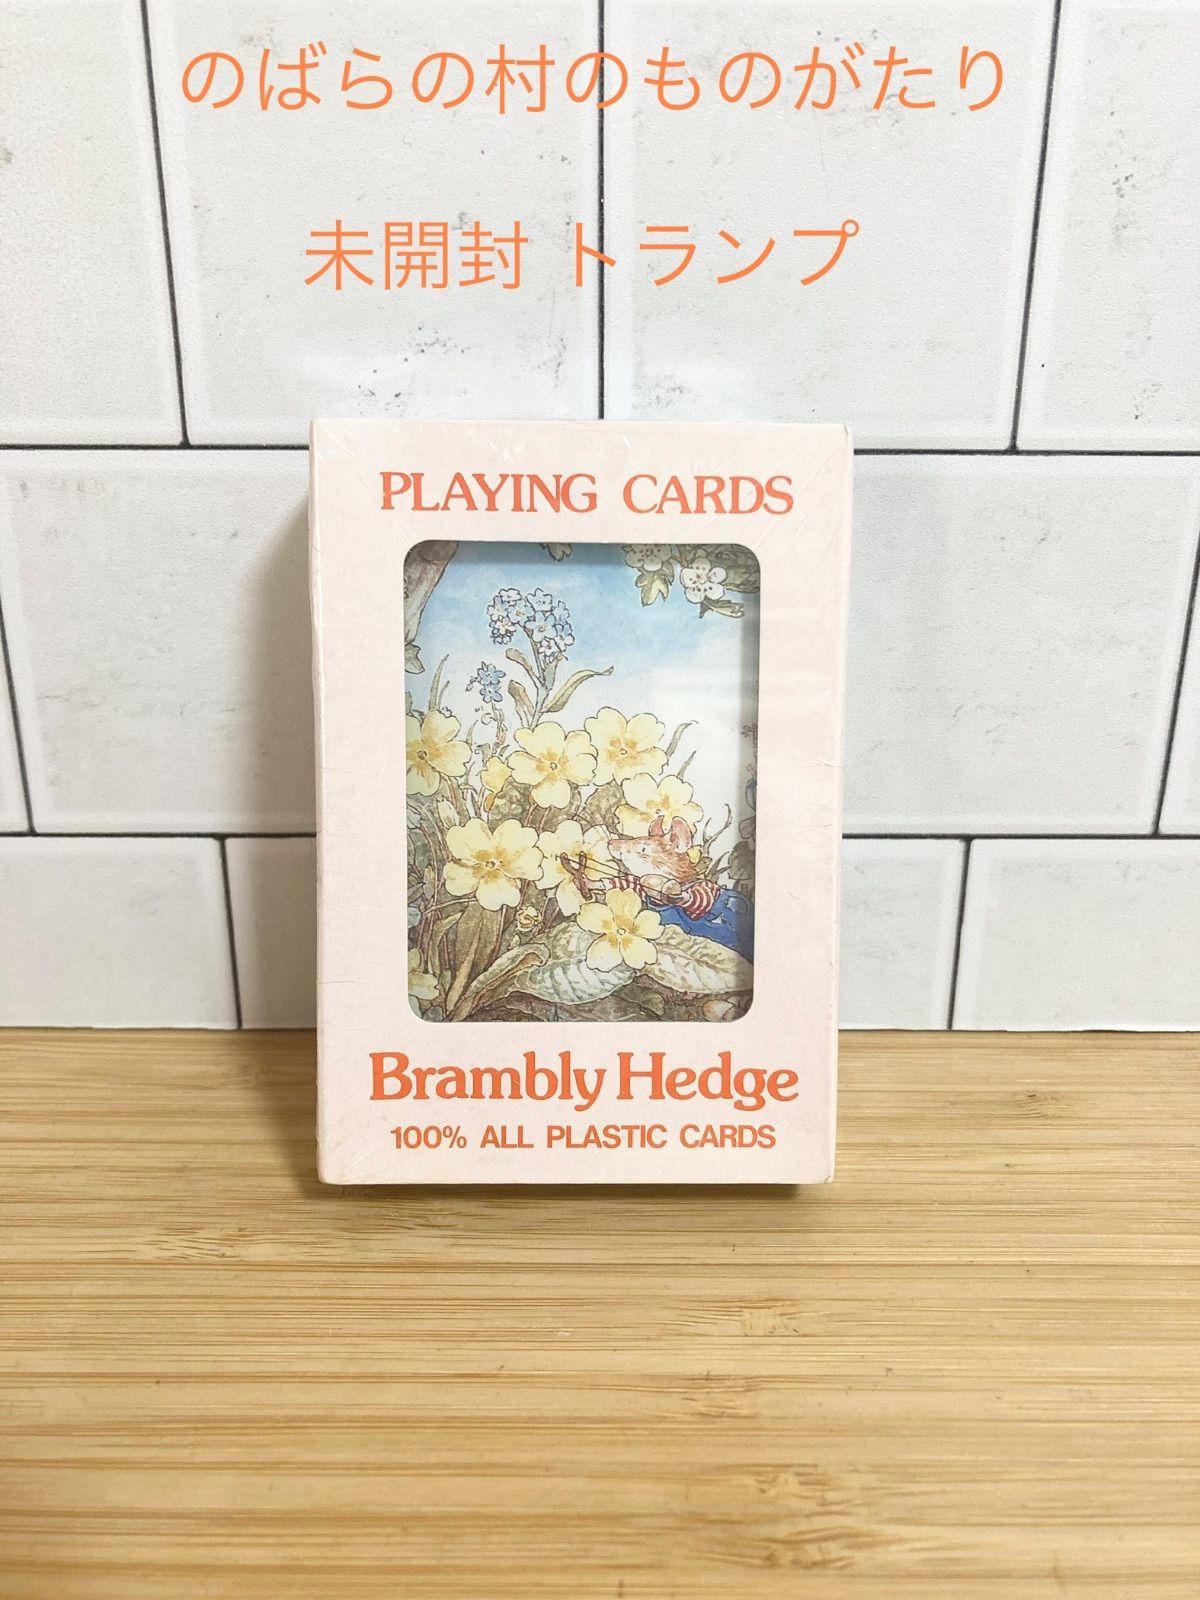 のばらの村のものがたり
未開封 トランプ
PLAYING CARDS
Brambly Hedge
100% ALL PLASTIC CARDS